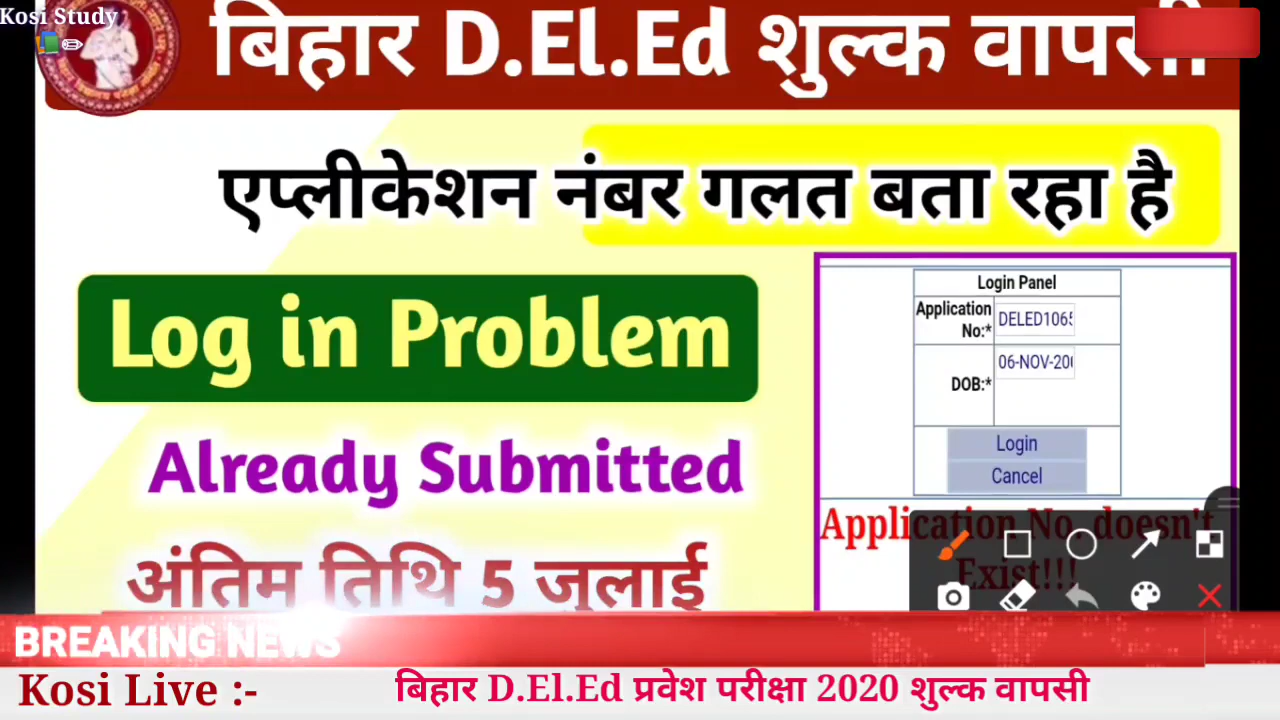 Kosi Study
बिहार D.El.Ed शुल्क वापसी
एप्लीकेशन नंबर गलत बता रहा है
Log in Problem
Already Submitted
अंतिम तिथि 5 जुलाई
Login Panel
Application No:*
DELED1065
DOB:*
06-NOV-200
Login
Cancel
Application No. doesn't
Exist!!!
BREAKING NEWS
Kosi Live :- बिहार D.El.Ed प्रवेश परीक्षा 2020 शुल्क वापसी